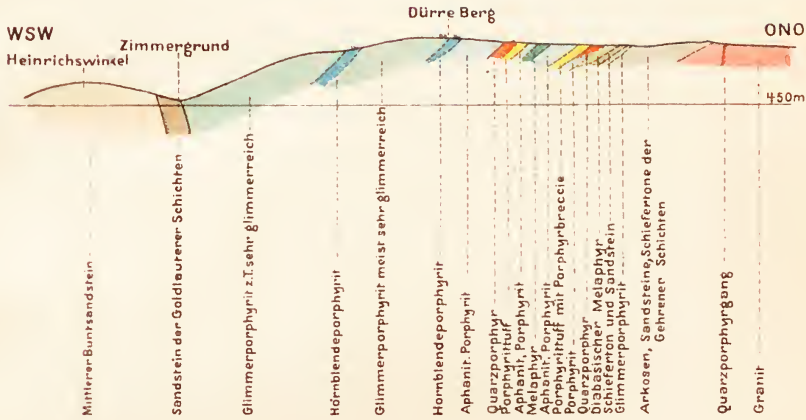 Dürre Berg
WSW
ONO
Zimmergrund
Heinrichswinkel
450m
Mittlerer Buntsandstein
Sandstein der Goldlauterer Schichten
Glimmerporphyrit z.T. sehr glimmerreich
Hornblendeporphyrit
Glimmerporphyrit meist sehr glimmerreich
Hornblendeporphyrit
Aphanit. Porphyrit
Quarzporphyr
Porphyrittuff
Aphanit. Porphyrit
Melaphyr
Aphanit. Porphyrit
Porphyrittuff mit Porphyrbreccie
Porphyrit
Quarzporphyr
Diabasischer Melaphyr
Schieferton und Sandstein
Glimmerporphyrit
Arkosen, Sandsteine, Schiefertone der
Gehrener Schichten
Quarzporphyrgang
Granit